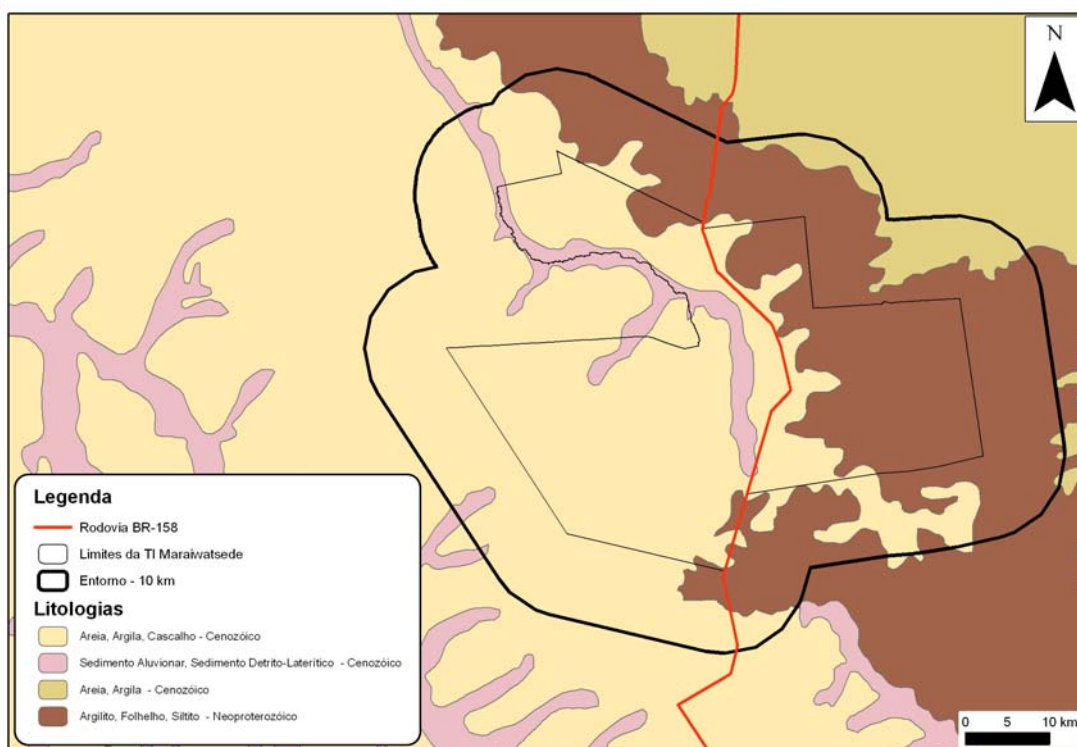 N
Legenda
Rodovia BR-158
Limites da TI Maraiwatsede
Entorno - 10 km
Litologias
Areia, Argila, Cascalho - Cenozóico
Sedimento Aluvionar, Sedimento Detrito-Laterítico - Cenozóico
Areia, Argila - Cenozóico
Argilito, Folhelho, Siltito - Neoproterozóico
0 5 10 km